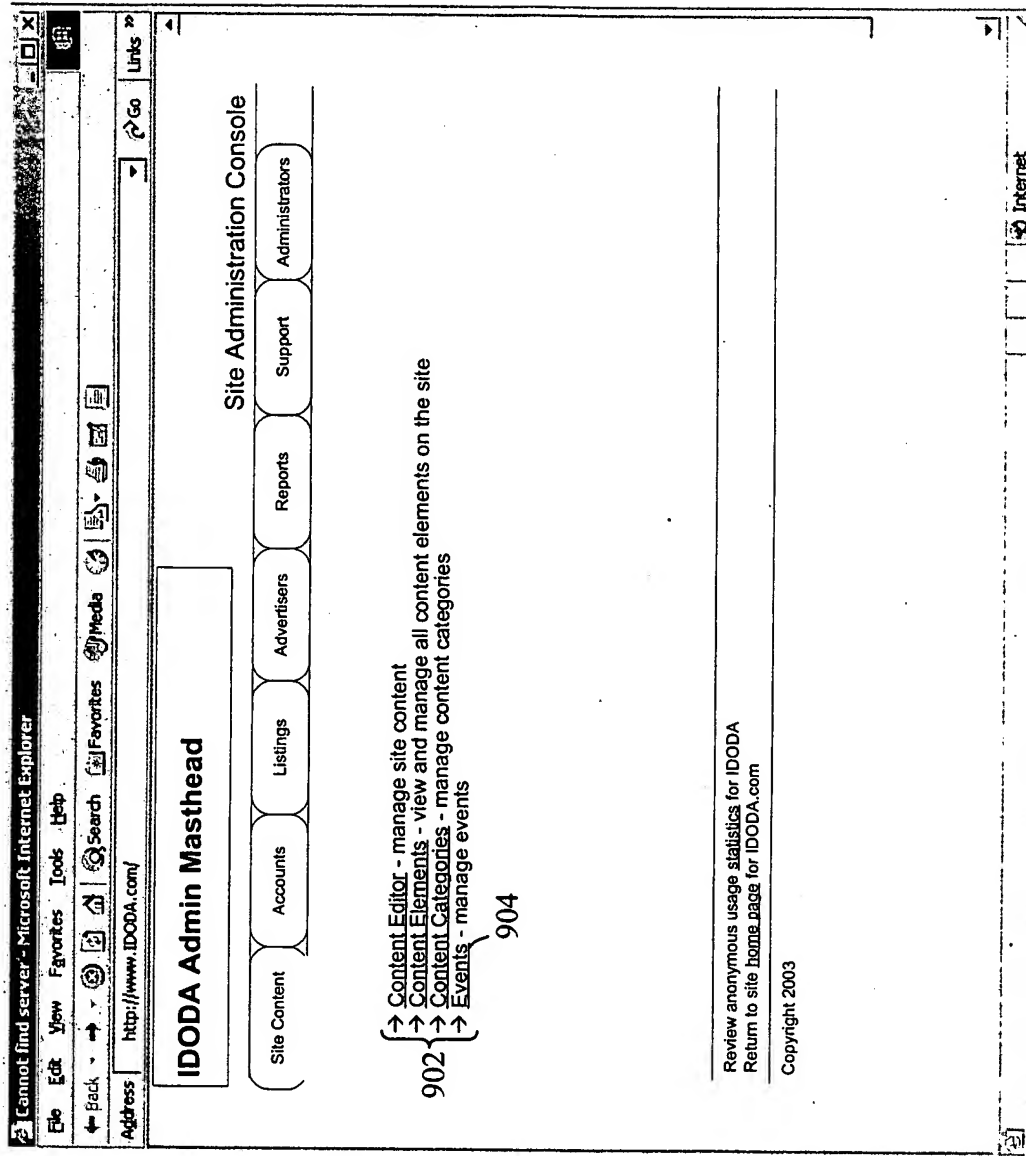 Cannot find server - Microsoft Internet Explorer
File Edit View Favorites Tools Help
Back Search Favorites Media
Address http://www.IDODA.com/ Go Links »
IDODA Admin Masthead
Site Administration Console
Site Content Accounts Listings Advertisers Reports Support Administrators
902
→ Content Editor - manage site content
→ Content Elements - view and manage all content elements on the site
→ Content Categories - manage content categories
→ Events - manage events
904
Review anonymous usage statistics for IDODA
Return to site home page for IDODA.com
Copyright 2003
Internet